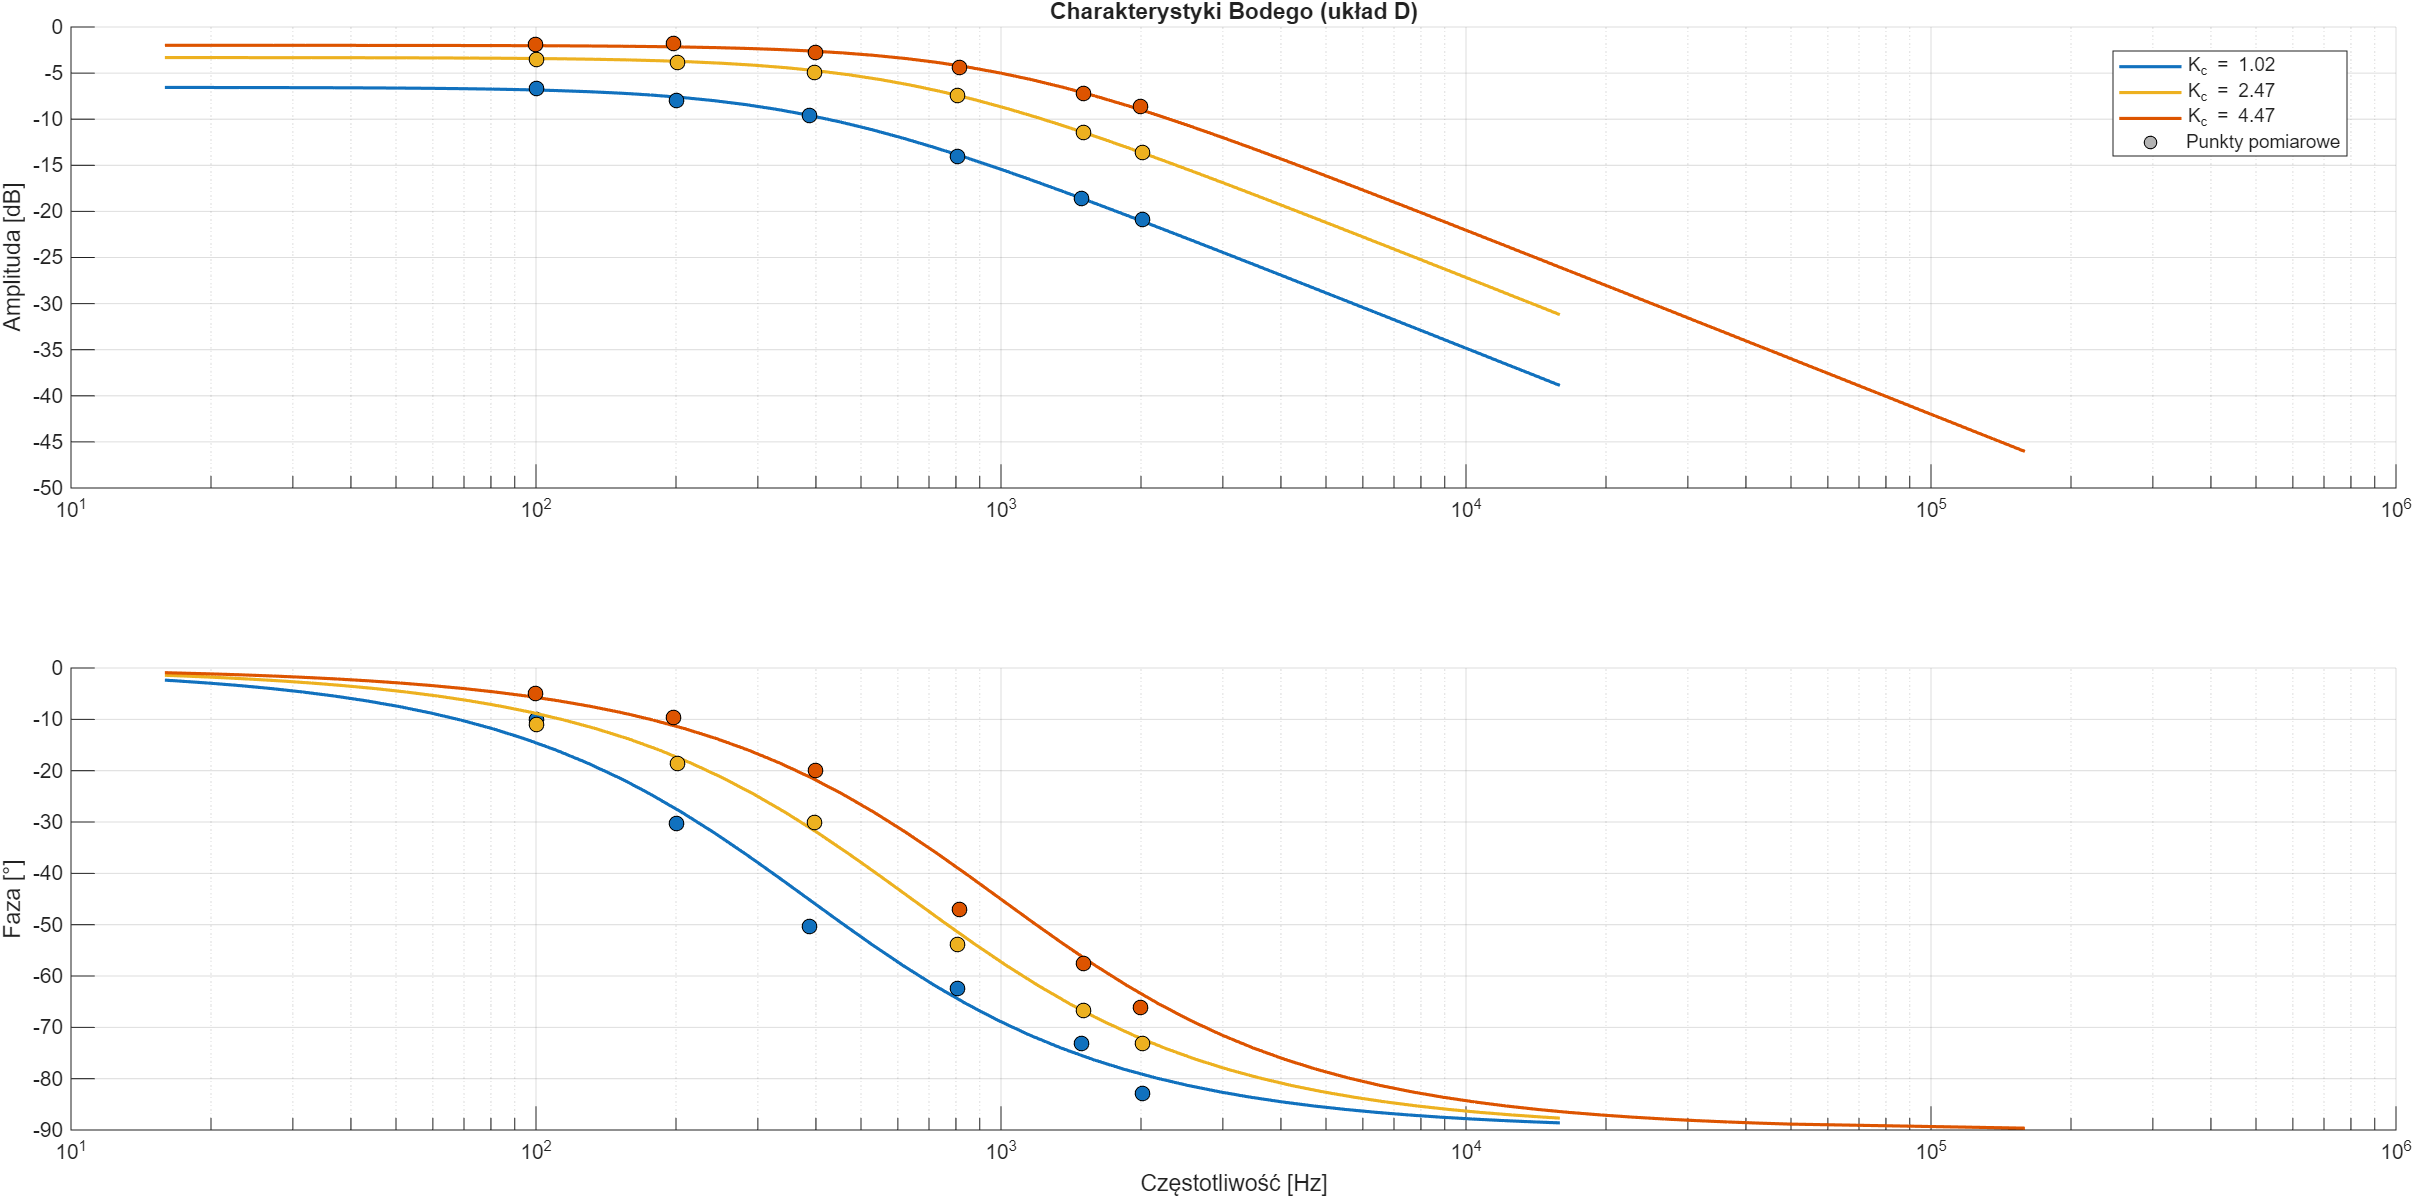 Charakterystyki Bodego (układ D)
0
-5
-10
-15
-20
-25
-30
-35
-40
-45
-50
Amplituda [dB]
10^1 10^2 10^3 10^4 10^5 10^6
K_c = 1.02
K_c = 2.47
K_c = 4.47
Punkty pomiarowe
0
-10
-20
-30
-40
-50
-60
-70
-80
-90
Faza [°]
10^1 10^2 10^3 10^4 10^5 10^6
Częstotliwość [Hz]